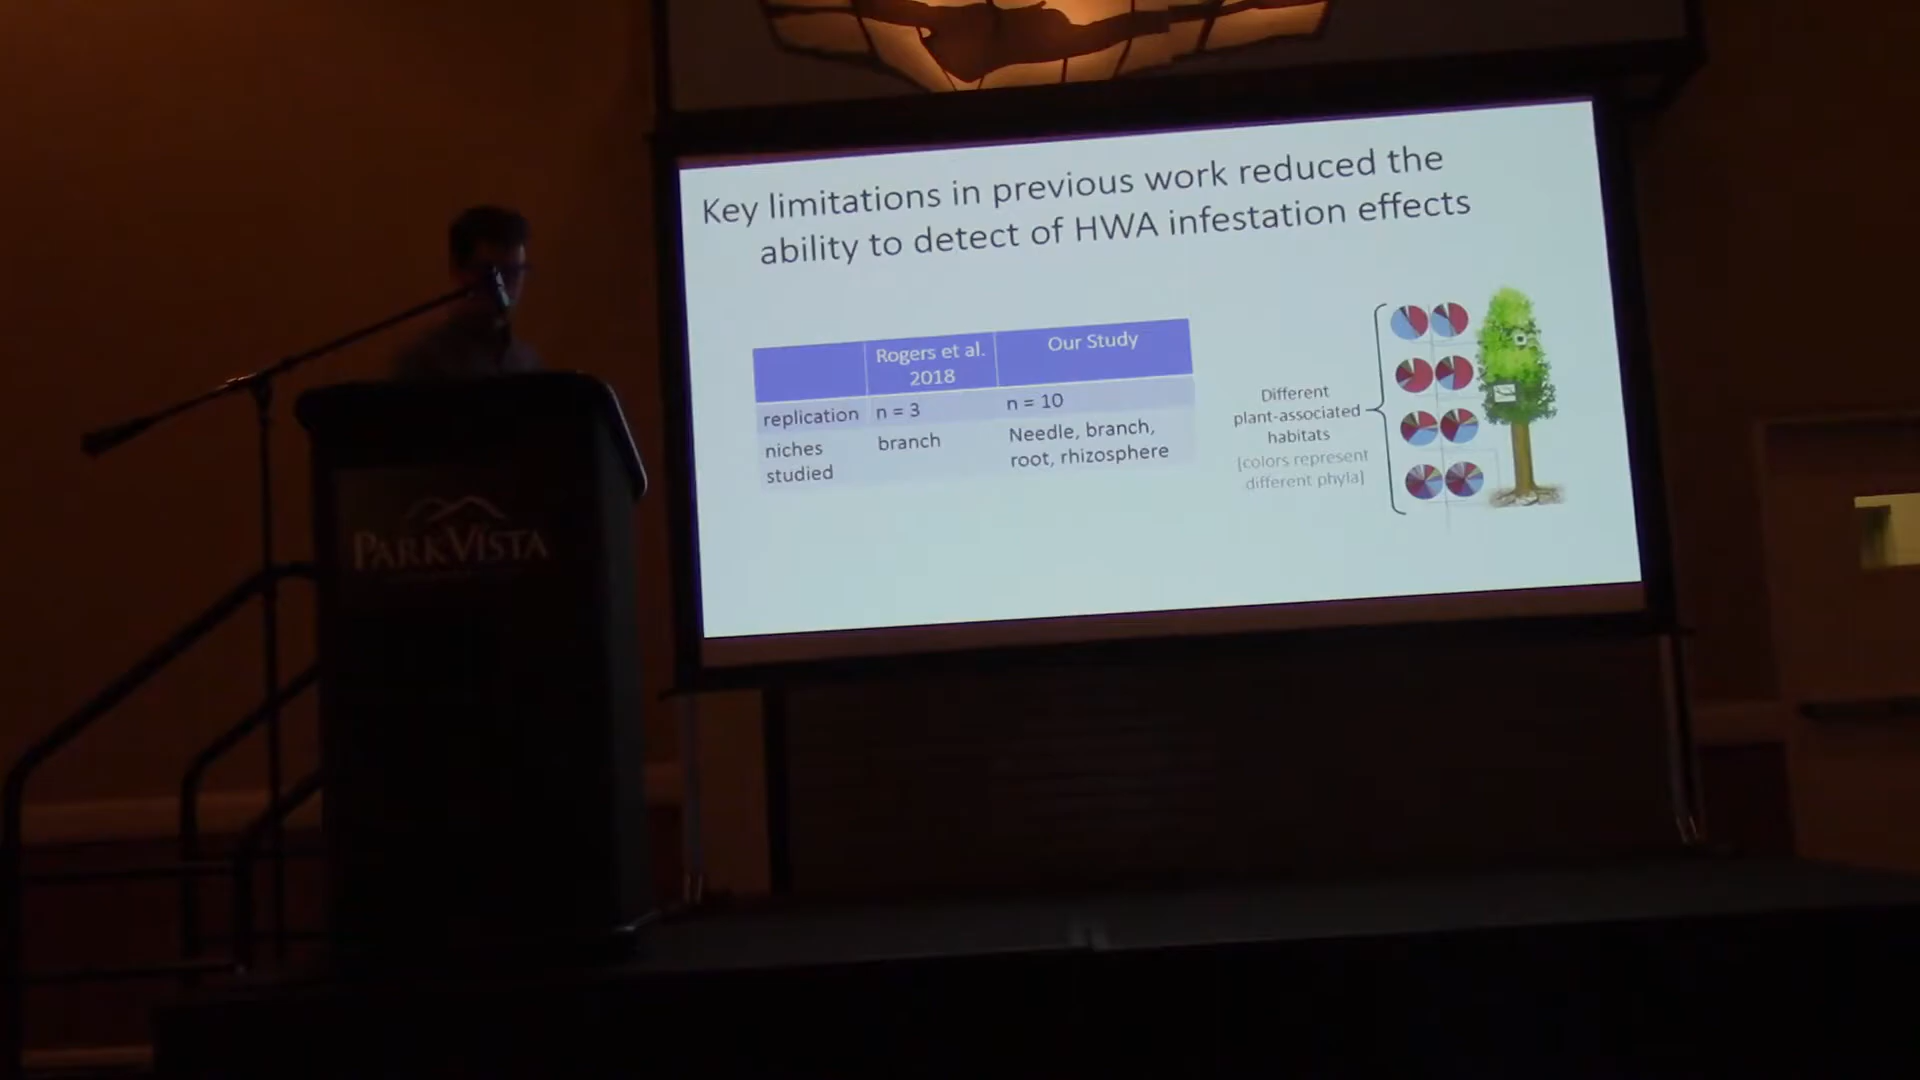 Key limitations in previous work reduced the
ability to detect of HWA infestation effects
Rogers et al.
2018
Our Study
replication
n = 3
n = 10
niches
studied
branch
Needle, branch,
root, rhizosphere
Different
plant-associated
habitats
[colors represent
different phyla]
PARKVISTA